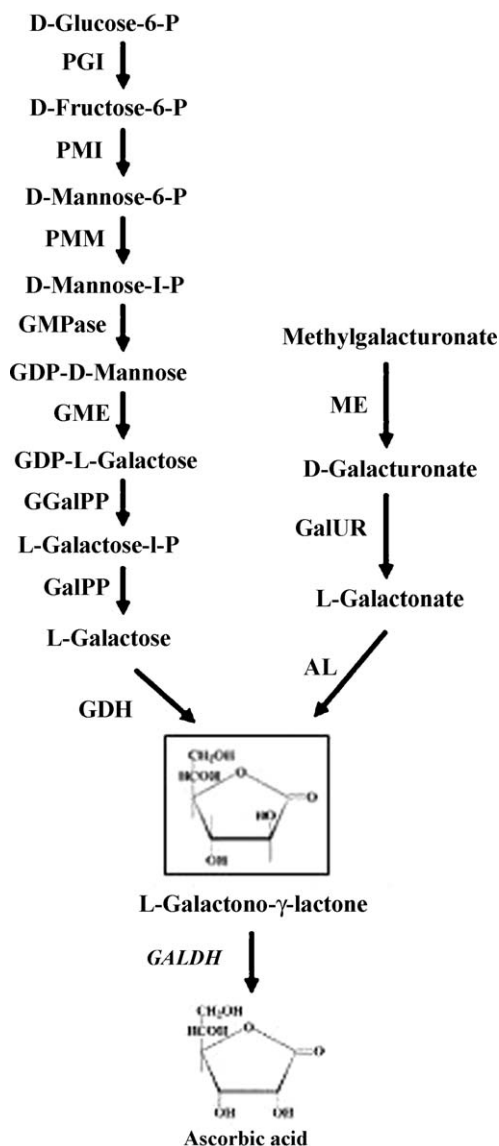 D-Glucose-6-P
PGI
D-Fructose-6-P
PMI
D-Mannose-6-P
PMM
D-Mannose-I-P
GMPase
GDP-D-Mannose
GME
GDP-L-Galactose
GGalPP
L-Galactose-l-P
GalPP
L-Galactose
GDH
Methylgalacturonate
ME
D-Galacturonate
GalUR
L-Galactonate
AL
CH₂OH
HCOH
O
O
HO
OH
L-Galactono-γ-lactone
GALDH
CH₂OH
HCOH
O
O
OH OH
Ascorbic acid